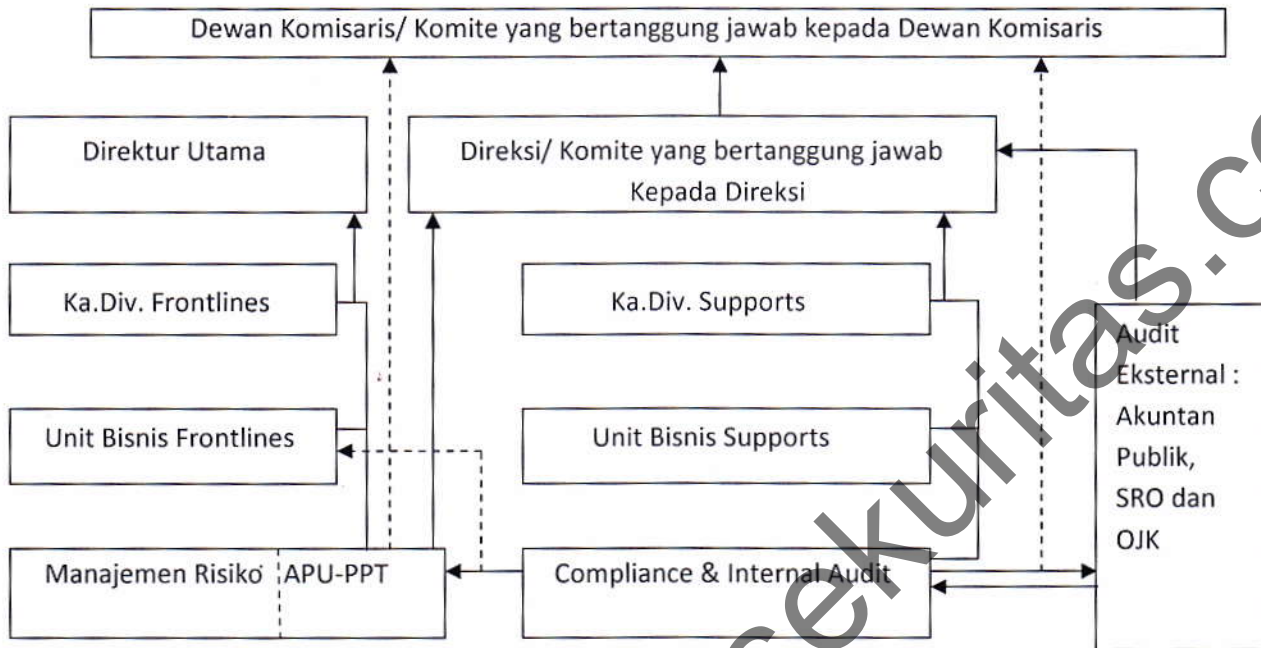 Dewan Komisaris/ Komite yang bertanggung jawab kepada Dewan Komisaris
Direktur Utama
Direksi/ Komite yang bertanggung jawab
Kepada Direksi
Ka.Div. Frontlines
Ka.Div. Supports
Unit Bisnis Frontlines
Unit Bisnis Supports
Manajemen Risiko
APU-PPT
Compliance & Internal Audit
Audit
Eksternal :
Akuntan
Publik,
SRO dan
OJK
sekuritas.co